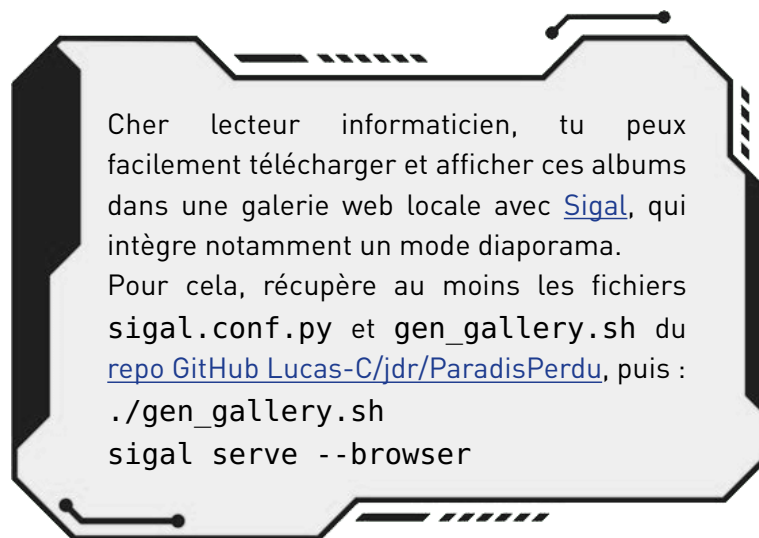 Cher lecteur informaticien, tu peux
facilement télécharger et afficher ces albums
dans une galerie web locale avec Sigal, qui
intègre notamment un mode diaporama.
Pour cela, récupère au moins les fichiers
sigal.conf.py et gen_gallery.sh du
repo GitHub Lucas-C/jdr/ParadisPerdu, puis :
./gen_gallery.sh
sigal serve --browser